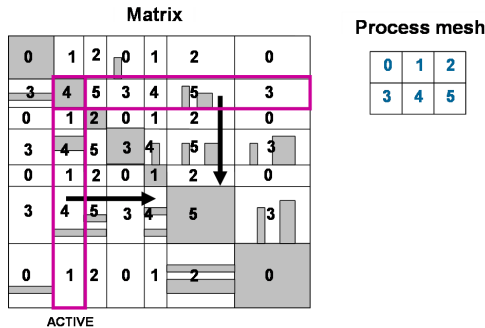 Matrix
Process mesh
0 1 2 0 1 2 0
3 4 5 3 4 5 3
0 1 2 0 1 2 0
3 4 5 3 4 5 3
0 1 2 0 1 2 0
3 4 5 3 4 5 3
0 1 2 0 1 2 0
ACTIVE
0 1 2
3 4 5